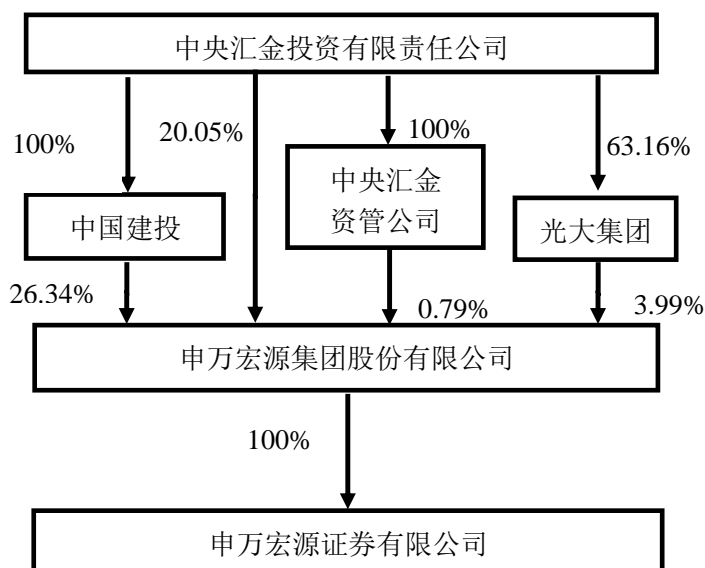 中央汇金投资有限责任公司
100%
20.05%
100%
63.16%
中国建投
中央汇金
资管公司
光大集团
26.34%
0.79%
3.99%
申万宏源集团股份有限公司
100%
申万宏源证券有限公司